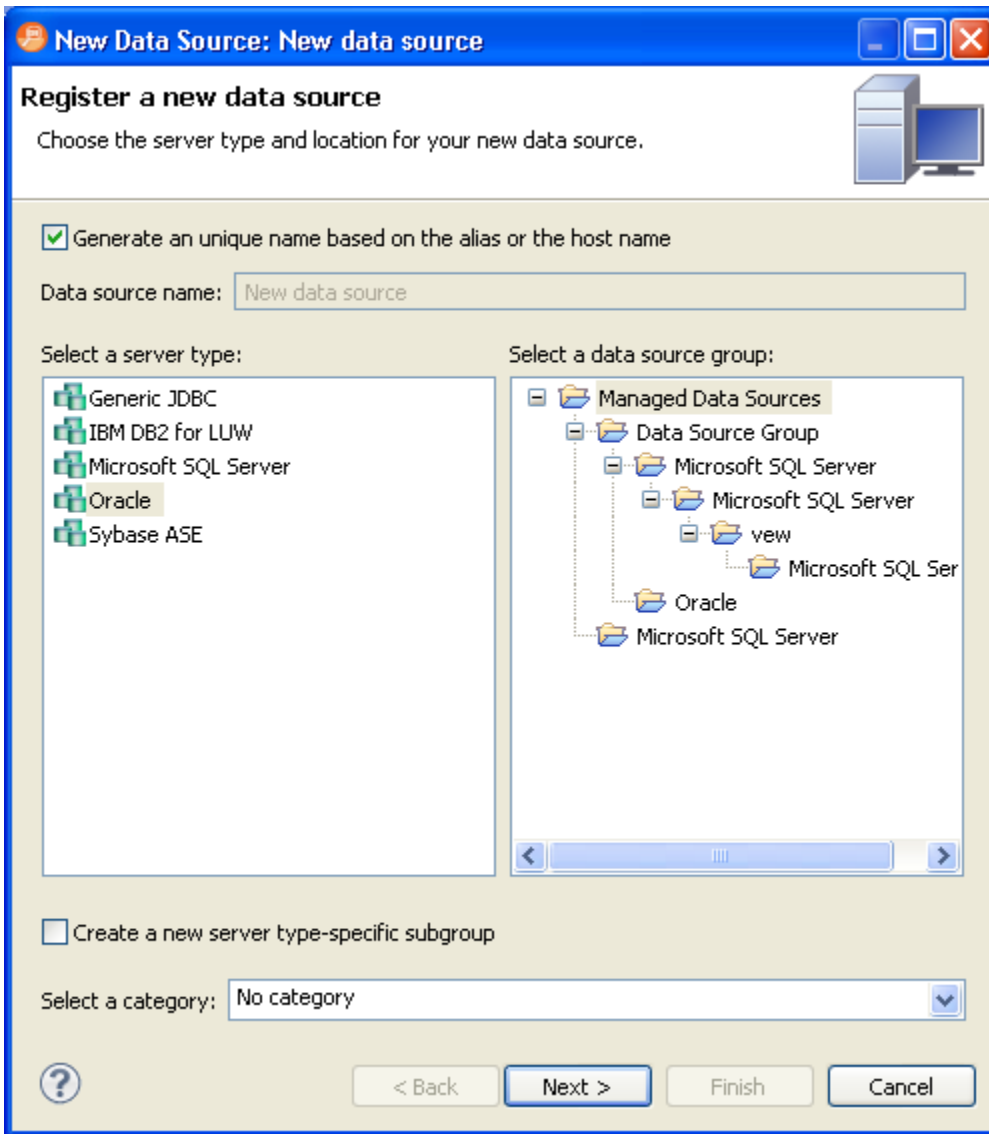 New Data Source: New data source
Register a new data source
Choose the server type and location for your new data source.
Generate an unique name based on the alias or the host name
Data source name: New data source
Select a server type:
Generic JDBC
IBM DB2 for LUW
Microsoft SQL Server
Oracle
Sybase ASE
Select a data source group:
Managed Data Sources
Data Source Group
Microsoft SQL Server
Microsoft SQL Server
vew
Microsoft SQL Ser
Oracle
Microsoft SQL Server
Create a new server type-specific subgroup
Select a category: No category
? < Back Next > Finish Cancel